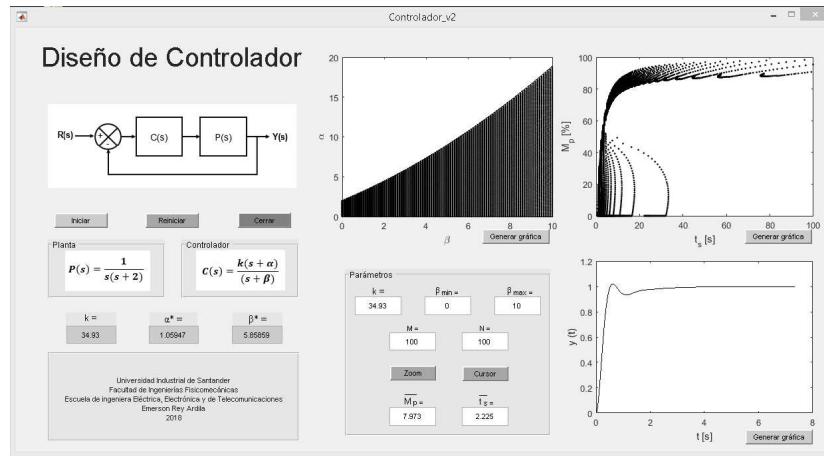 Controlador_v2
Diseño de Controlador
R(s)
+
-
C(s)
P(s)
Y(s)
Iniciar
Reiniciar
Cerrar
Planta
P(s) = 1 / s(s + 2)
Controlador
C(s) = k(s + α) / (s + β)
k =
α* =
β* =
34.93
1.05947
5.85859
Universidad Industrial de Santander
Facultad de Ingenierías Fisicomecánicas
Escuela de ingeniera Eléctrica, Electrónica y de Telecomunicaciones
Emerson Rey Ardila
2018
20
15
10
5
0
α
0
2
4
6
8
10
β
Generar gráfica
100
80
60
40
20
0
Mp [%]
0
20
40
60
80
100
ts [s]
Generar gráfica
Parámetros
k =
β min =
β max =
34.93
0
10
M =
N =
100
100
Zoom
Cursor
Mp =
ts =
7.973
2.225
1.2
1
0.8
0.6
0.4
0.2
0
y (t)
0
2
4
6
8
t [s]
Generar gráfica